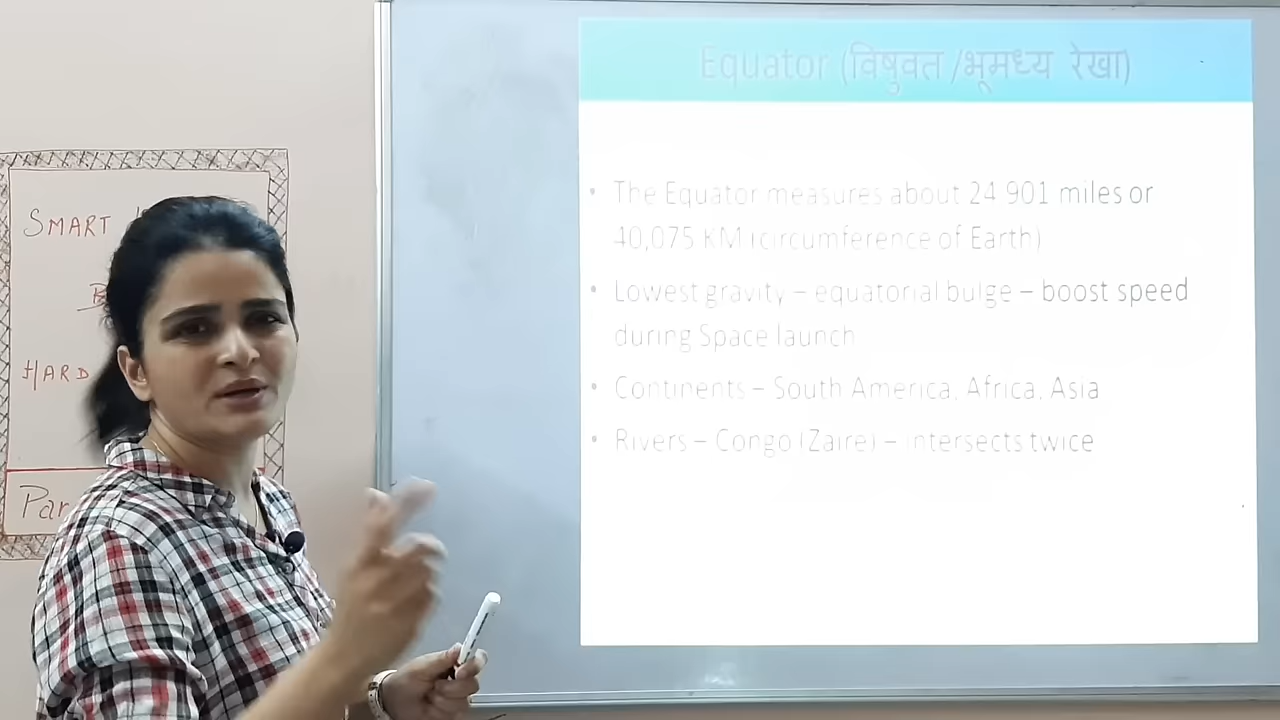 SMART
HARD
Par
Equator (विषुवत /भूमध्य रेखा)
• The Equator measures about 24 901 miles or
40,075 KM (circumference of Earth)
• Lowest gravity – equatorial bulge – boost speed
during Space launch
• Continents – South America, Africa, Asia
• Rivers – Congo (Zaire) – intersects twice